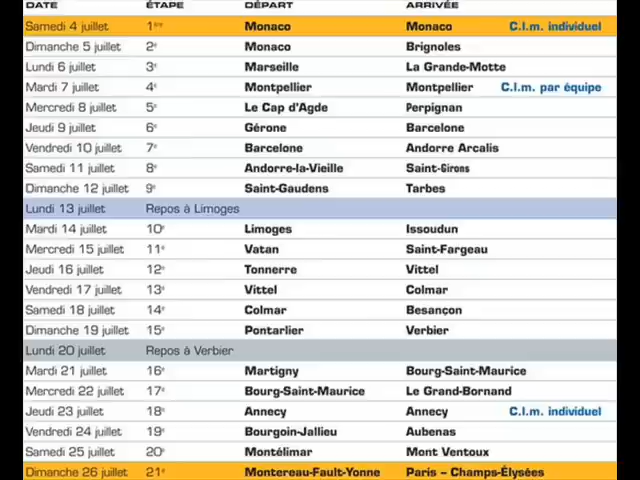 DATE ÉTAPE DÉPART ARRIVÉE
Samedi 4 juillet 1ère Monaco Monaco C.l.m. individuel
Dimanche 5 juillet 2e Monaco Brignoles
Lundi 6 juillet 3e Marseille La Grande-Motte
Mardi 7 juillet 4e Montpellier Montpellier C.l.m. par équipe
Mercredi 8 juillet 5e Le Cap d'Agde Perpignan
Jeudi 9 juillet 6e Gérone Barcelone
Vendredi 10 juillet 7e Barcelone Andorre Arcalis
Samedi 11 juillet 8e Andorre-la-Vieille Saint-Girons
Dimanche 12 juillet 9e Saint-Gaudens Tarbes
Lundi 13 juillet Repos à Limoges
Mardi 14 juillet 10e Limoges Issoudun
Mercredi 15 juillet 11e Vatan Saint-Fargeau
Jeudi 16 juillet 12e Tonnerre Vittel
Vendredi 17 juillet 13e Vittel Colmar
Samedi 18 juillet 14e Colmar Besançon
Dimanche 19 juillet 15e Pontarlier Verbier
Lundi 20 juillet Repos à Verbier
Mardi 21 juillet 16e Martigny Bourg-Saint-Maurice
Mercredi 22 juillet 17e Bourg-Saint-Maurice Le Grand-Bornand
Jeudi 23 juillet 18e Annecy Annecy C.l.m. individuel
Vendredi 24 juillet 19e Bourgoin-Jallieu Aubenas
Samedi 25 juillet 20e Montélimar Mont Ventoux
Dimanche 26 juillet 21e Montereau-Fault-Yonne Paris – Champs-Élysées